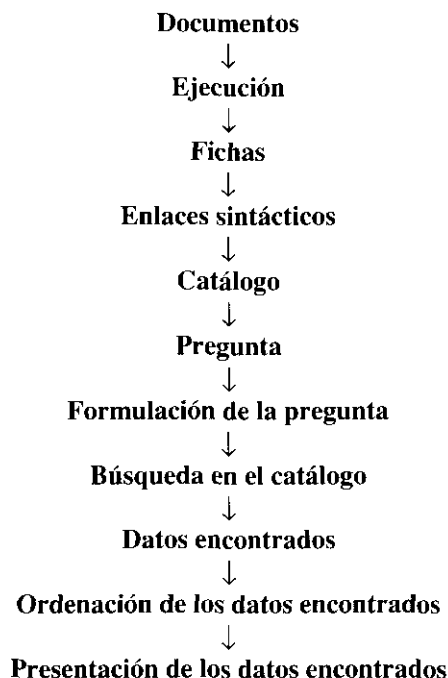 Documentos
↓
Ejecución
↓
Fichas
↓
Enlaces sintácticos
↓
Catálogo
↓
Pregunta
↓
Formulación de la pregunta
↓
Búsqueda en el catálogo
↓
Datos encontrados
↓
Ordenación de los datos encontrados
↓
Presentación de los datos encontrados